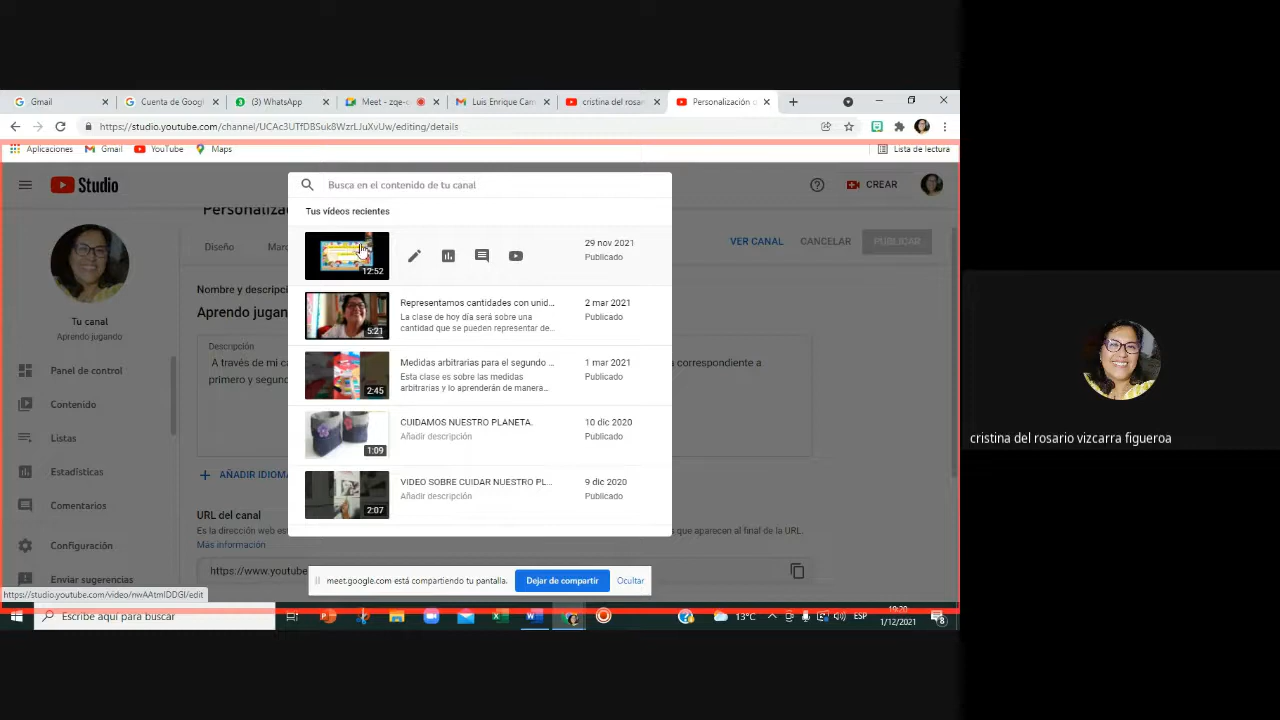 Gmail
Cuenta de Googl
(3) WhatsApp
Meet - zqe-c
Luis Enrique Cam
cristina del rosar
Personalización d
https://studio.youtube.com/channel/UCAc3UTfDBSuk8WzrLJuXvUw/editing/details
Aplicaciones
Gmail
YouTube
Maps
Lista de lectura
Studio
Busca en el contenido de tu canal
CREAR
Personaliza
Tus vídeos recientes
Diseño
Marc
VER CANAL
CANCELAR
PUBLICAR
12:52
29 nov 2021
Publicado
Nombre y descripci
Aprendo jugan
Representamos cantidades con unid...
La clase de hoy día será sobre una
cantidad que se pueden representar de...
5:21
2 mar 2021
Publicado
Tu canal
Aprendo jugando
Descripción
A través de mi ca
primero y segund
a correspondiente a
Medidas arbitrarias para el segundo ...
Esta clase es sobre las medidas
arbitrarias y lo aprenderán de manera...
2:45
1 mar 2021
Publicado
Panel de control
Contenido
Listas
Estadísticas
Comentarios
Configuración
Enviar sugerencias
CUIDAMOS NUESTRO PLANETA.
Añadir descripción
1:09
10 dic 2020
Publicado
AÑADIR IDIOMA
VIDEO SOBRE CUIDAR NUESTRO PL...
Añadir descripción
2:07
9 dic 2020
Publicado
URL del canal
Es la dirección web es
s que aparecen al final de la URL.
Más información
https://www.youtube
meet.google.com está compartiendo tu pantalla.
Dejar de compartir
Ocultar
https://studio.youtube.com/video/nwAAtmIDDGI/edit
Escribe aquí para buscar
13°C
ESP
19:20
1/12/2021
8
cristina del rosario vizcarra figueroa